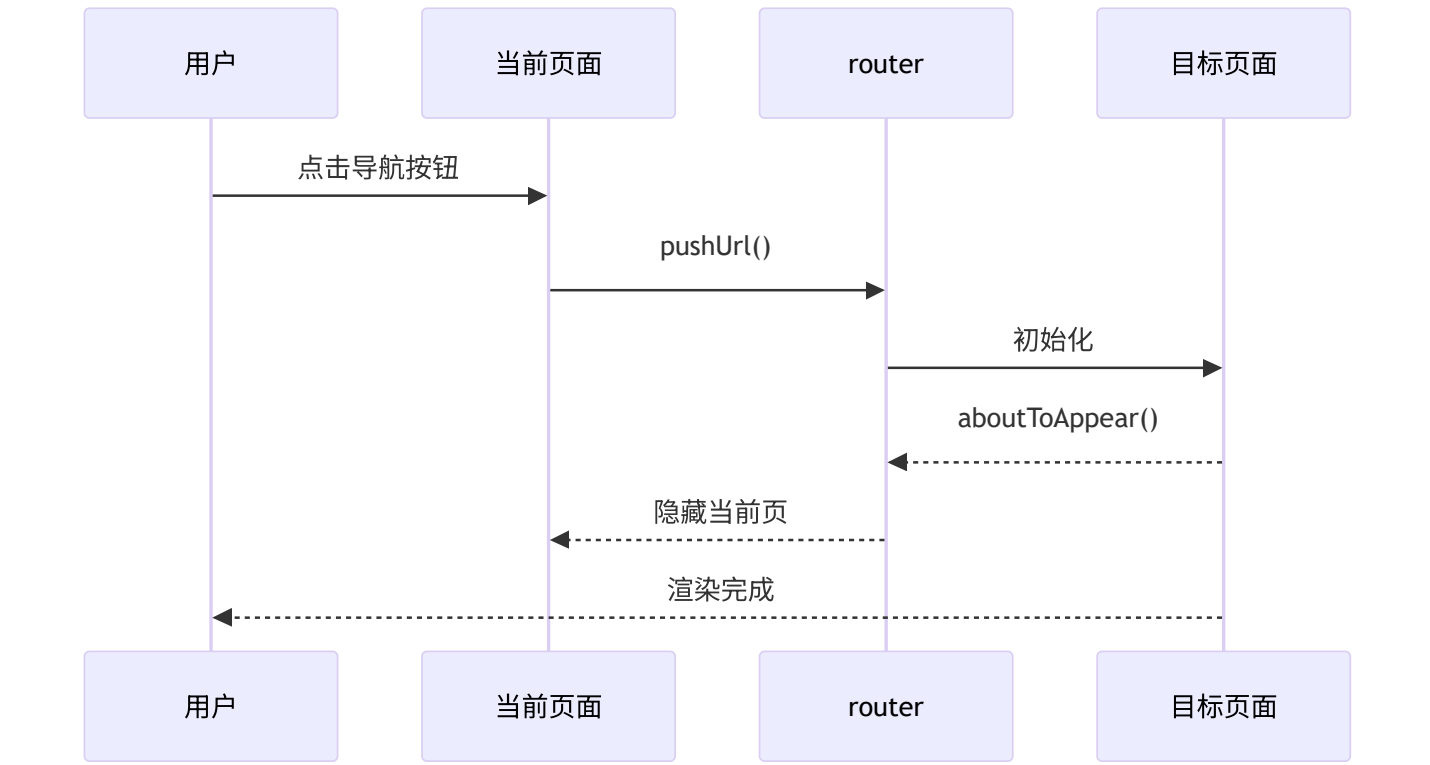 用户
当前页面
router
目标页面
点击导航按钮
pushUrl()
初始化
aboutToAppear()
隐藏当前页
渲染完成
用户
当前页面
router
目标页面